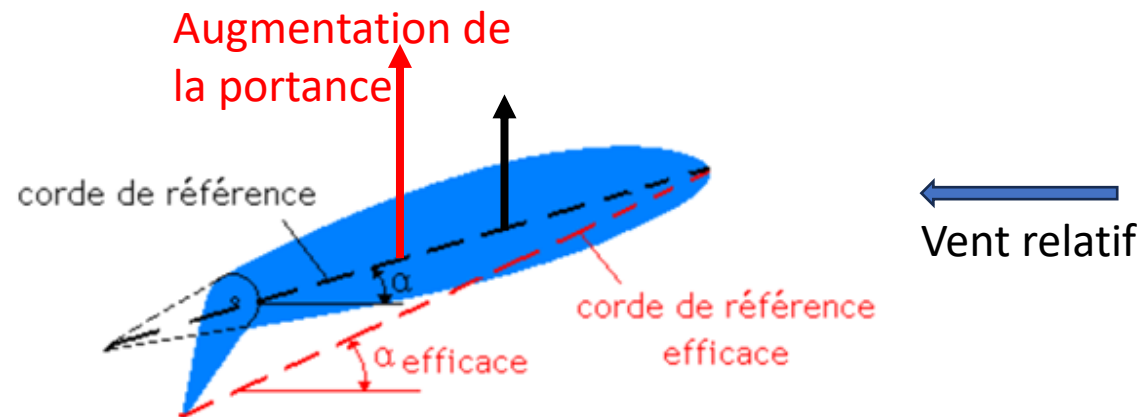 Augmentation de
la portance
corde de référence
Vent relatif
α
corde de référence
efficace
α efficace